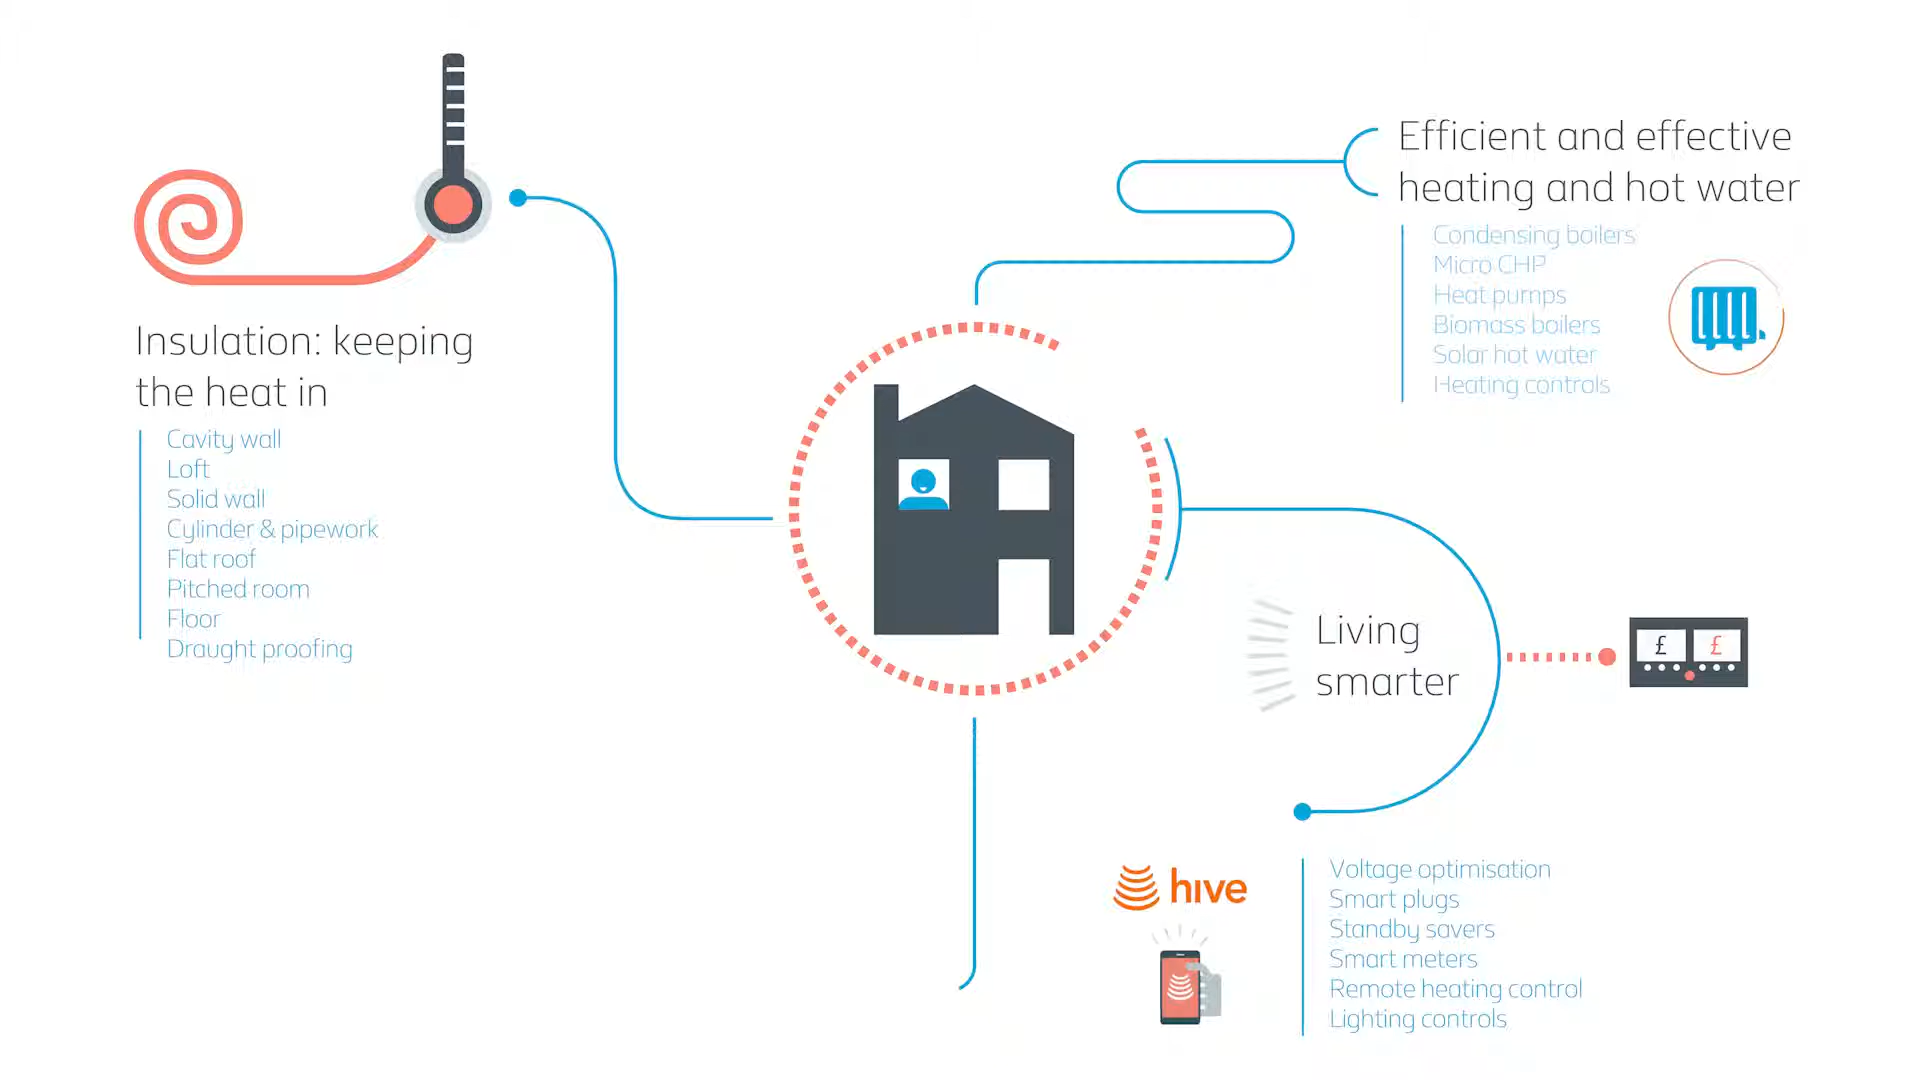 Insulation: keeping
the heat in
Cavity wall
Loft
Solid wall
Cylinder & pipework
Flat roof
Pitched room
Floor
Draught proofing
Efficient and effective
heating and hot water
Condensing boilers
Micro CHP
Heat pumps
Biomass boilers
Solar hot water
Heating controls
Living
smarter
£ £
hive
Voltage optimisation
Smart plugs
Standby savers
Smart meters
Remote heating control
Lighting controls